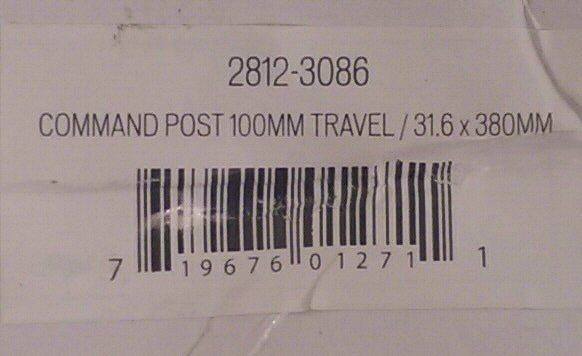 2812-3086
COMMAND POST 100MM TRAVEL / 31.6 x 380MM
7 19676 01271 1